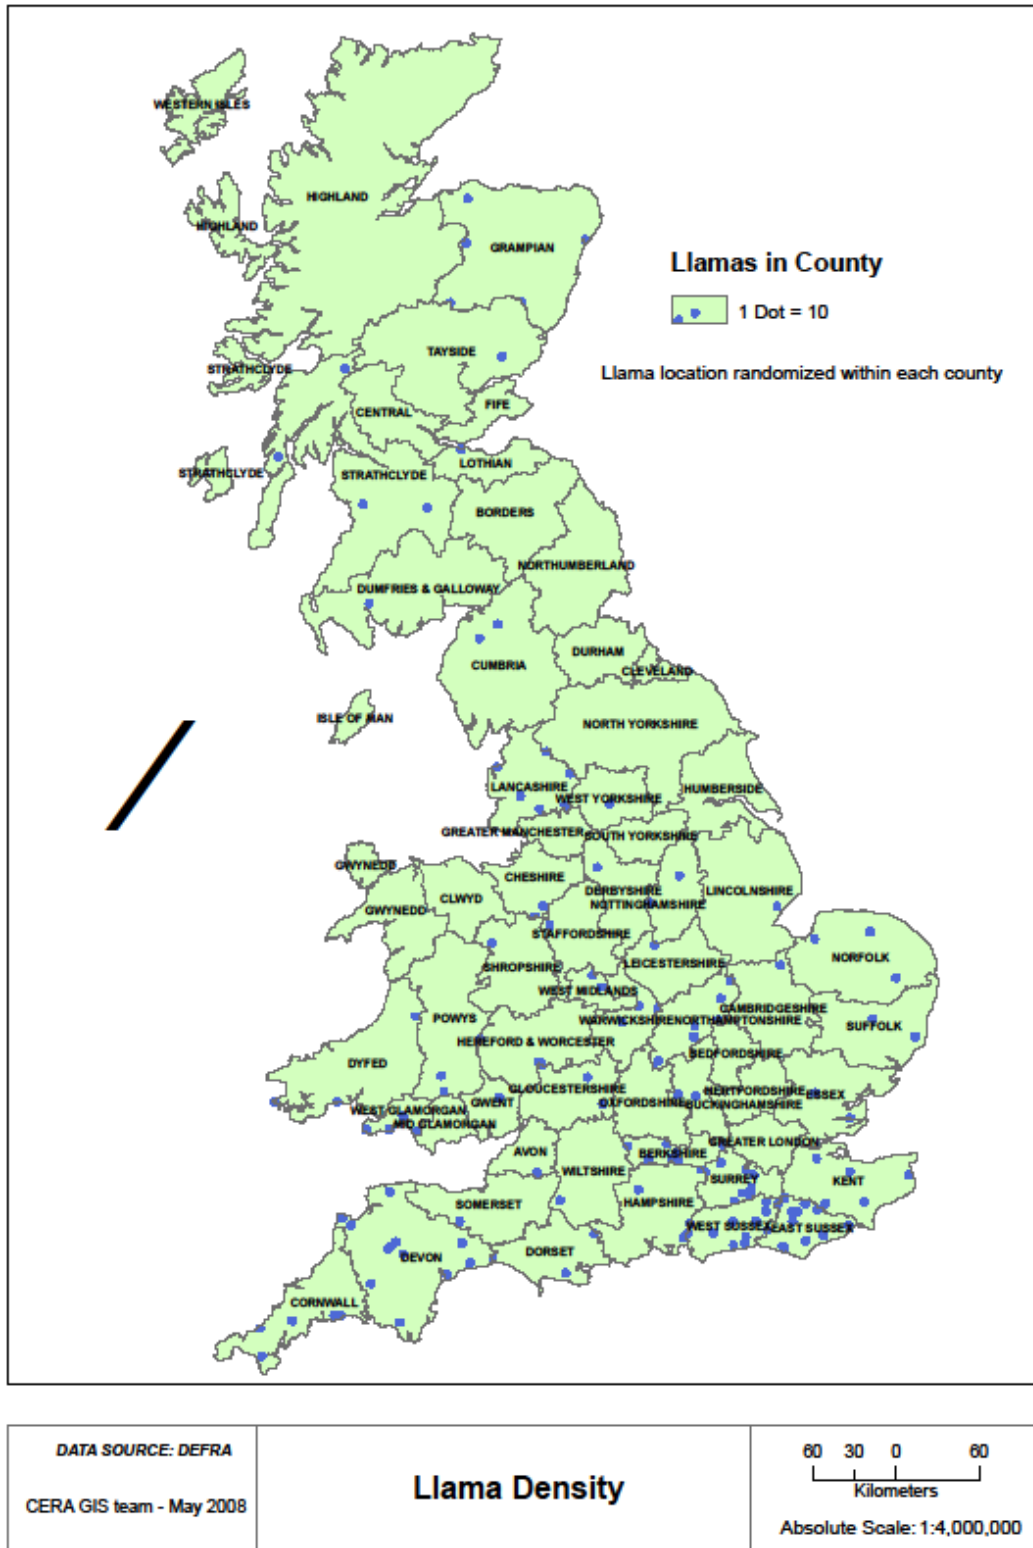 WESTERN ISLES
HIGHLAND
HIGHLAND
GRAMPIAN
Llamas in County
1 Dot = 10
Llama location randomized within each county
TAYSIDE
STRATHCLYDE
CENTRAL
FIFE
LOTHIAN
STRATHCLYDE
STRATHCLYDE
BORDERS
NORTHUMBERLAND
DUMFRIES & GALLOWAY
DURHAM
CUMBRIA
CLEVELAND
ISLE OF MAN
NORTH YORKSHIRE
LANCASHIRE
HUMBERSIDE
WEST YORKSHIRE
GREATER MANCHESTER
SOUTH YORKSHIRE
GWYNEDD
CHESHIRE
DERBYSHIRE
LINCOLNSHIRE
CLWYD
NOTTINGHAMSHIRE
GWYNEDD
STAFFORDSHIRE
NORFOLK
SHROPSHIRE
LEICESTERSHIRE
WEST MIDLANDS
CAMBRIDGESHIRE
POWYS
WARWICKSHIRE
NORTHAMPTONSHIRE
SUFFOLK
HEREFORD & WORCESTER
BEDFORDSHIRE
DYFED
GLOUCESTERSHIRE
HERTFORDSHIRE
ESSEX
GWENT
OXFORDSHIRE
BUCKINGHAMSHIRE
WEST GLAMORGAN
MID GLAMORGAN
GREATER LONDON
AVON
BERKSHIRE
WILTSHIRE
SURREY
KENT
SOMERSET
HAMPSHIRE
WEST SUSSEX
EAST SUSSEX
DEVON
DORSET
CORNWALL
DATA SOURCE: DEFRA
CERA GIS team - May 2008
Llama Density
60 30 0 60
Kilometers
Absolute Scale: 1:4,000,000